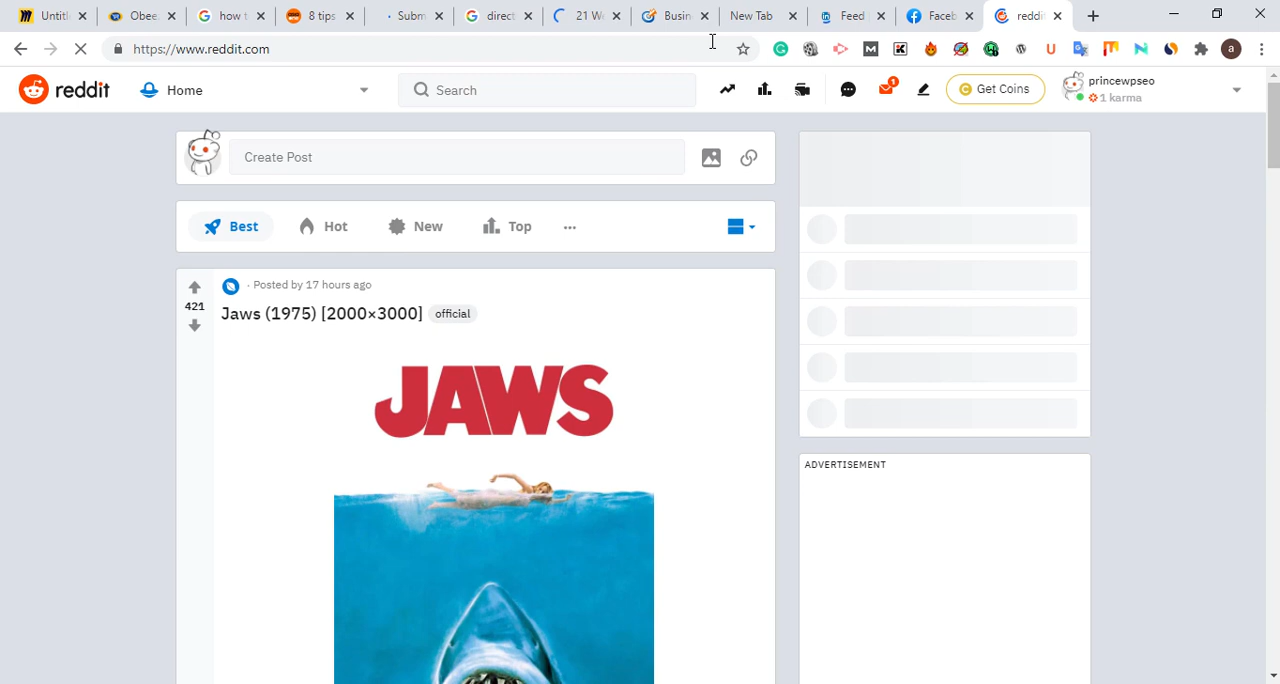 Untitl
Obee.
how t
8 tips
Subm
direct
21 We
Busin
New Tab
Feed |
Faceb
reddi
https://www.reddit.com
reddit
Home
Search
1
Get Coins
princewpseo
1 karma
Create Post
Best
Hot
New
Top
421
· Posted by 17 hours ago
Jaws (1975) [2000×3000] official
JAWS
ADVERTISEMENT